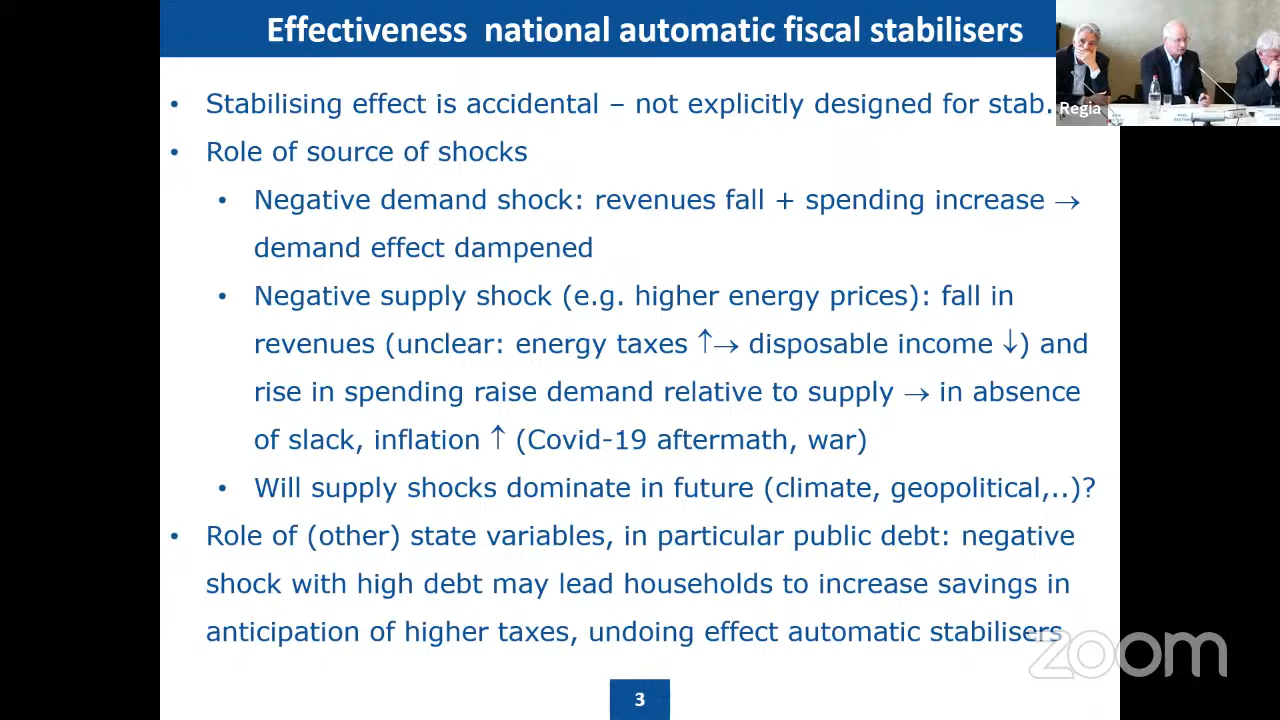 Effectiveness national automatic fiscal stabilisers
Regia
• Stabilising effect is accidental – not explicitly designed for stab.
• Role of source of shocks
• Negative demand shock: revenues fall + spending increase →
demand effect dampened
• Negative supply shock (e.g. higher energy prices): fall in
revenues (unclear: energy taxes ↑→ disposable income ↓) and
rise in spending raise demand relative to supply → in absence
of slack, inflation ↑ (Covid-19 aftermath, war)
• Will supply shocks dominate in future (climate, geopolitical,..)?
• Role of (other) state variables, in particular public debt: negative
shock with high debt may lead households to increase savings in
anticipation of higher taxes, undoing effect automatic stabilisers
zoom
3